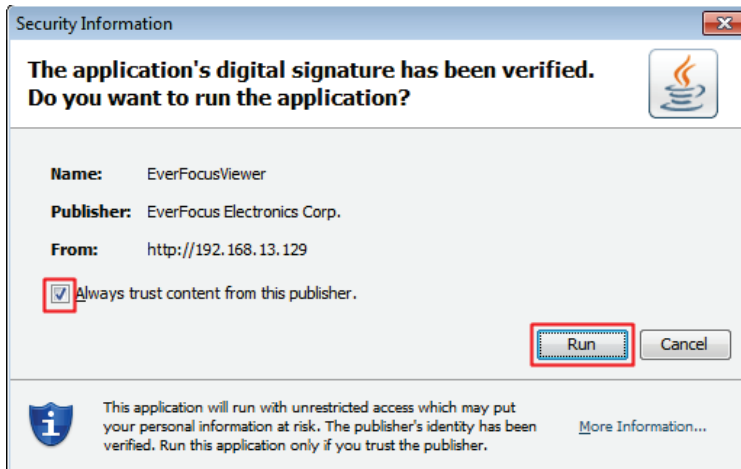 Security Information
The application's digital signature has been verified.
Do you want to run the application?
Name: EverFocusViewer
Publisher: EverFocus Electronics Corp.
From: http://192.168.13.129
Always trust content from this publisher.
Run Cancel
This application will run with unrestricted access which may put
your personal information at risk. The publisher's identity has been
verified. Run this application only if you trust the publisher.
More Information...